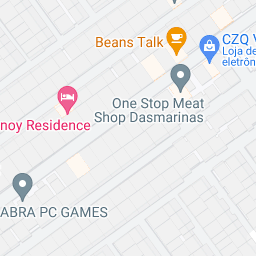 Beans Talk
CZQ V
Loja de
eletrôn
One Stop Meat
Shop Dasmarinas
noy Residence
ABRA PC GAMES